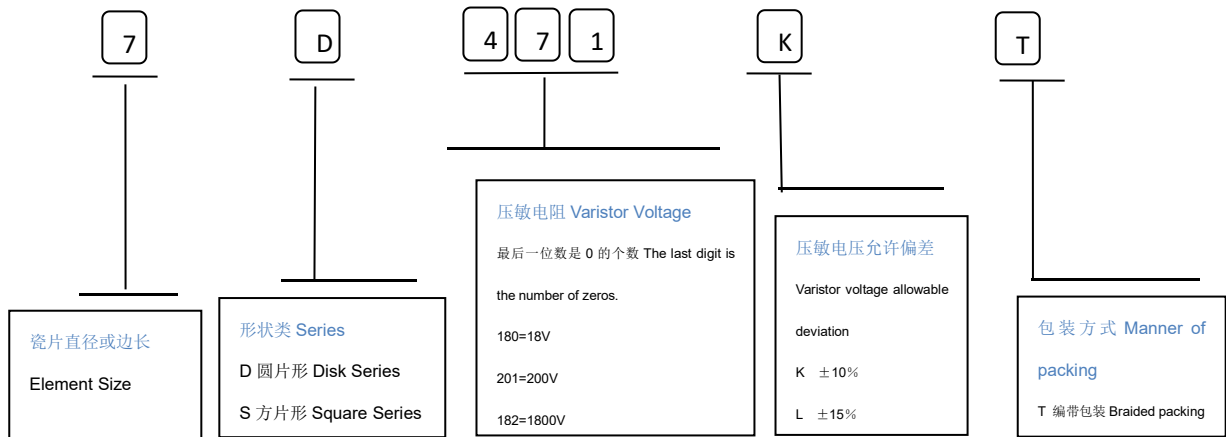 7 D 4 7 1 K T
瓷片直径或边长
Element Size
形状类 Series
D 圆片形 Disk Series
S 方片形 Square Series
压敏电阻 Varistor Voltage
最后一位数是 0 的个数 The last digit is
the number of zeros.
180=18V
201=200V
182=1800V
压敏电压允许偏差
Varistor voltage allowable
deviation
K ±10%
L ±15%
包装方式 Manner of
packing
T 编带包装 Braided packing